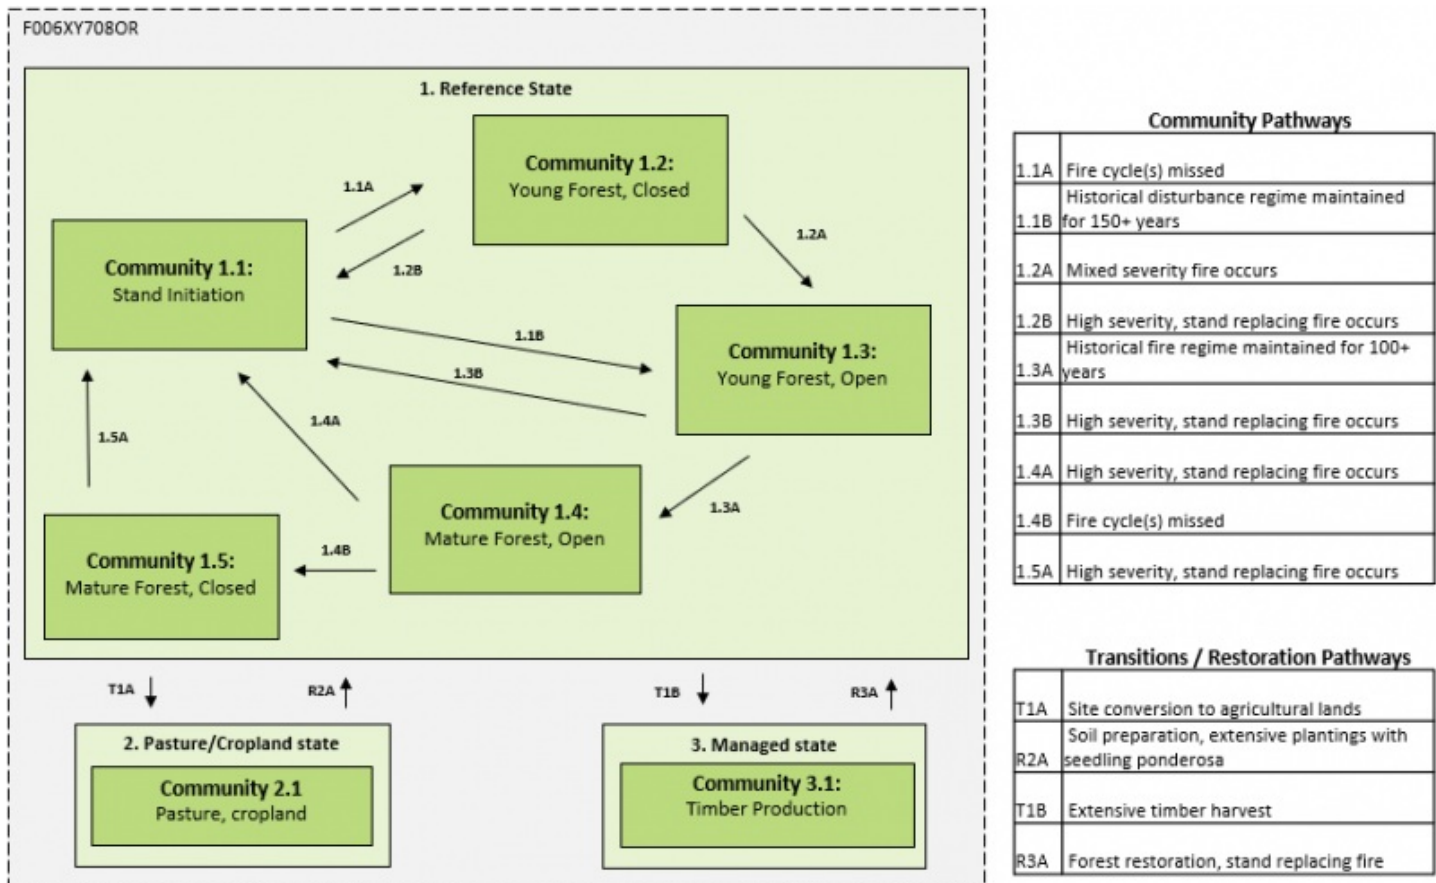 F006XY708OR
1. Reference State
Community 1.2:
Young Forest, Closed
1.1A
1.2A
1.2B
Community 1.1:
Stand Initiation
1.1B
Community 1.3:
Young Forest, Open
1.3B
1.4A
1.5A
1.3A
Community 1.4:
Mature Forest, Open
1.4B
Community 1.5:
Mature Forest, Closed
T1A
R2A
T1B
R3A
2. Pasture/Cropland state
Community 2.1
Pasture, cropland
3. Managed state
Community 3.1:
Timber Production
Community Pathways
1.1A Fire cycle(s) missed
Historical disturbance regime maintained
1.1B for 150+ years
1.2A Mixed severity fire occurs
1.2B High severity, stand replacing fire occurs
Historical fire regime maintained for 100+
1.3A years
1.3B High severity, stand replacing fire occurs
1.4A High severity, stand replacing fire occurs
1.4B Fire cycle(s) missed
1.5A High severity, stand replacing fire occurs
Transitions / Restoration Pathways
T1A Site conversion to agricultural lands
Soil preparation, extensive plantings with
R2A seedling ponderosa
T1B Extensive timber harvest
R3A Forest restoration, stand replacing fire